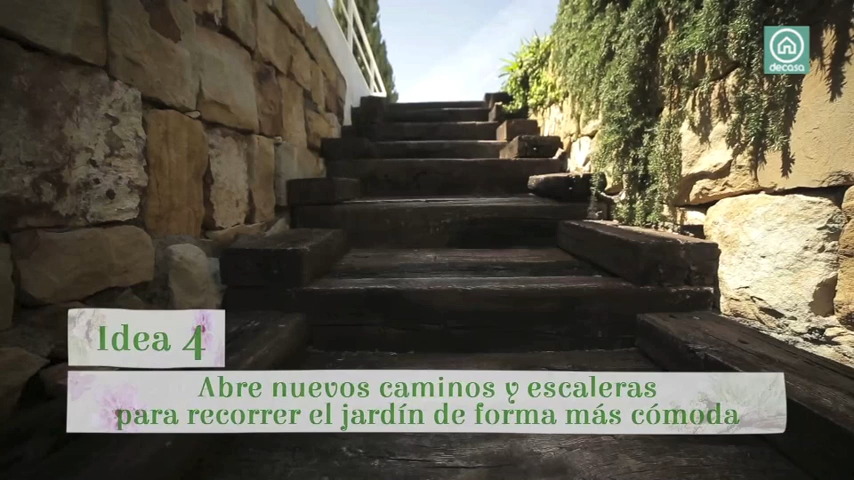 decasa
Idea 4
Abre nuevos caminos y escaleras
para recorrer el jardín de forma más cómoda